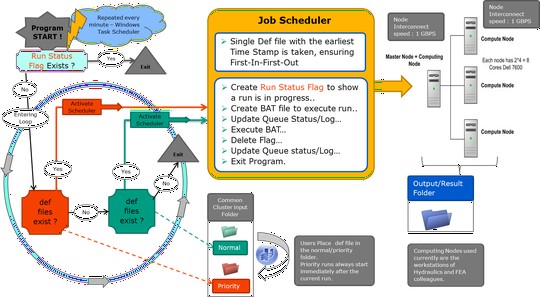 Program
START !
Repeated every
minute – Windows
Task Scheduler
Run Status
Flag Exists ?
Yes
Exit
No
Entering
Loop
Activate
Scheduler
Activate
Scheduler
Exit
Yes
Yes
Yes
def
files
exist ?
No
def
files
exist ?
No
Job Scheduler
Single Def file with the earliest
Time Stamp is taken, ensuring
First-In-First-Out
Create Run Status Flag to show
a run is in progress..
Create BAT file to execute run..
Update Queue Status/Log…
Execute BAT…
Delete Flag…
Update Queue status/Log…
Exit Program.
Common
Cluster Input
Folder
Normal
Priority
Users Place def file in
the normal/priority
folder.
Priority runs always start
immediately after the
current run.
Node
Interconnect
speed : 1 GBPS
Node
Interconnect
speed : 1 GBPS
Master Node + Computing
Node
Compute Node
Each node has 2*4 = 8
Cores Dell 7600
Compute Node
Compute Node
Output/Result
Folder
Computing Nodes used
currently are the
workstations of
Hydraulics and FEA
colleagues.